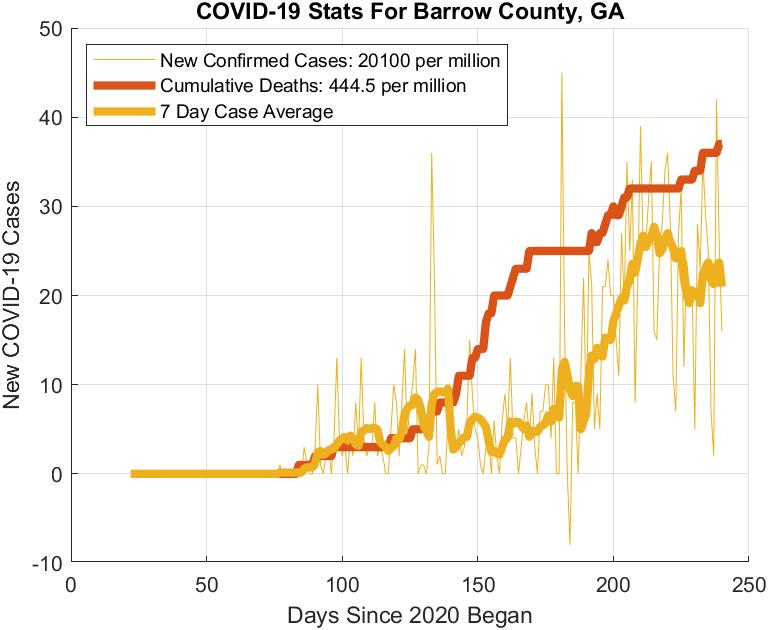 COVID-19 Stats For Barrow County, GA
New Confirmed Cases: 20100 per million
Cumulative Deaths: 444.5 per million
7 Day Case Average
New COVID-19 Cases
50
40
30
20
10
0
-10
0 50 100 150 200 250
Days Since 2020 Began